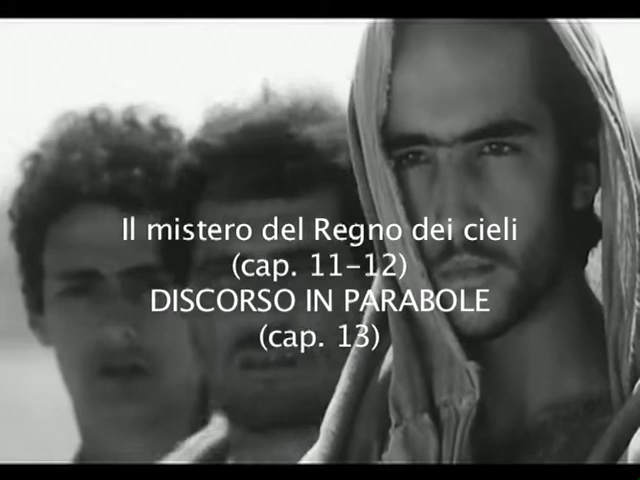 Il mistero del Regno dei cieli
(cap. 11-12)
DISCORSO IN PARABOLE
(cap. 13)